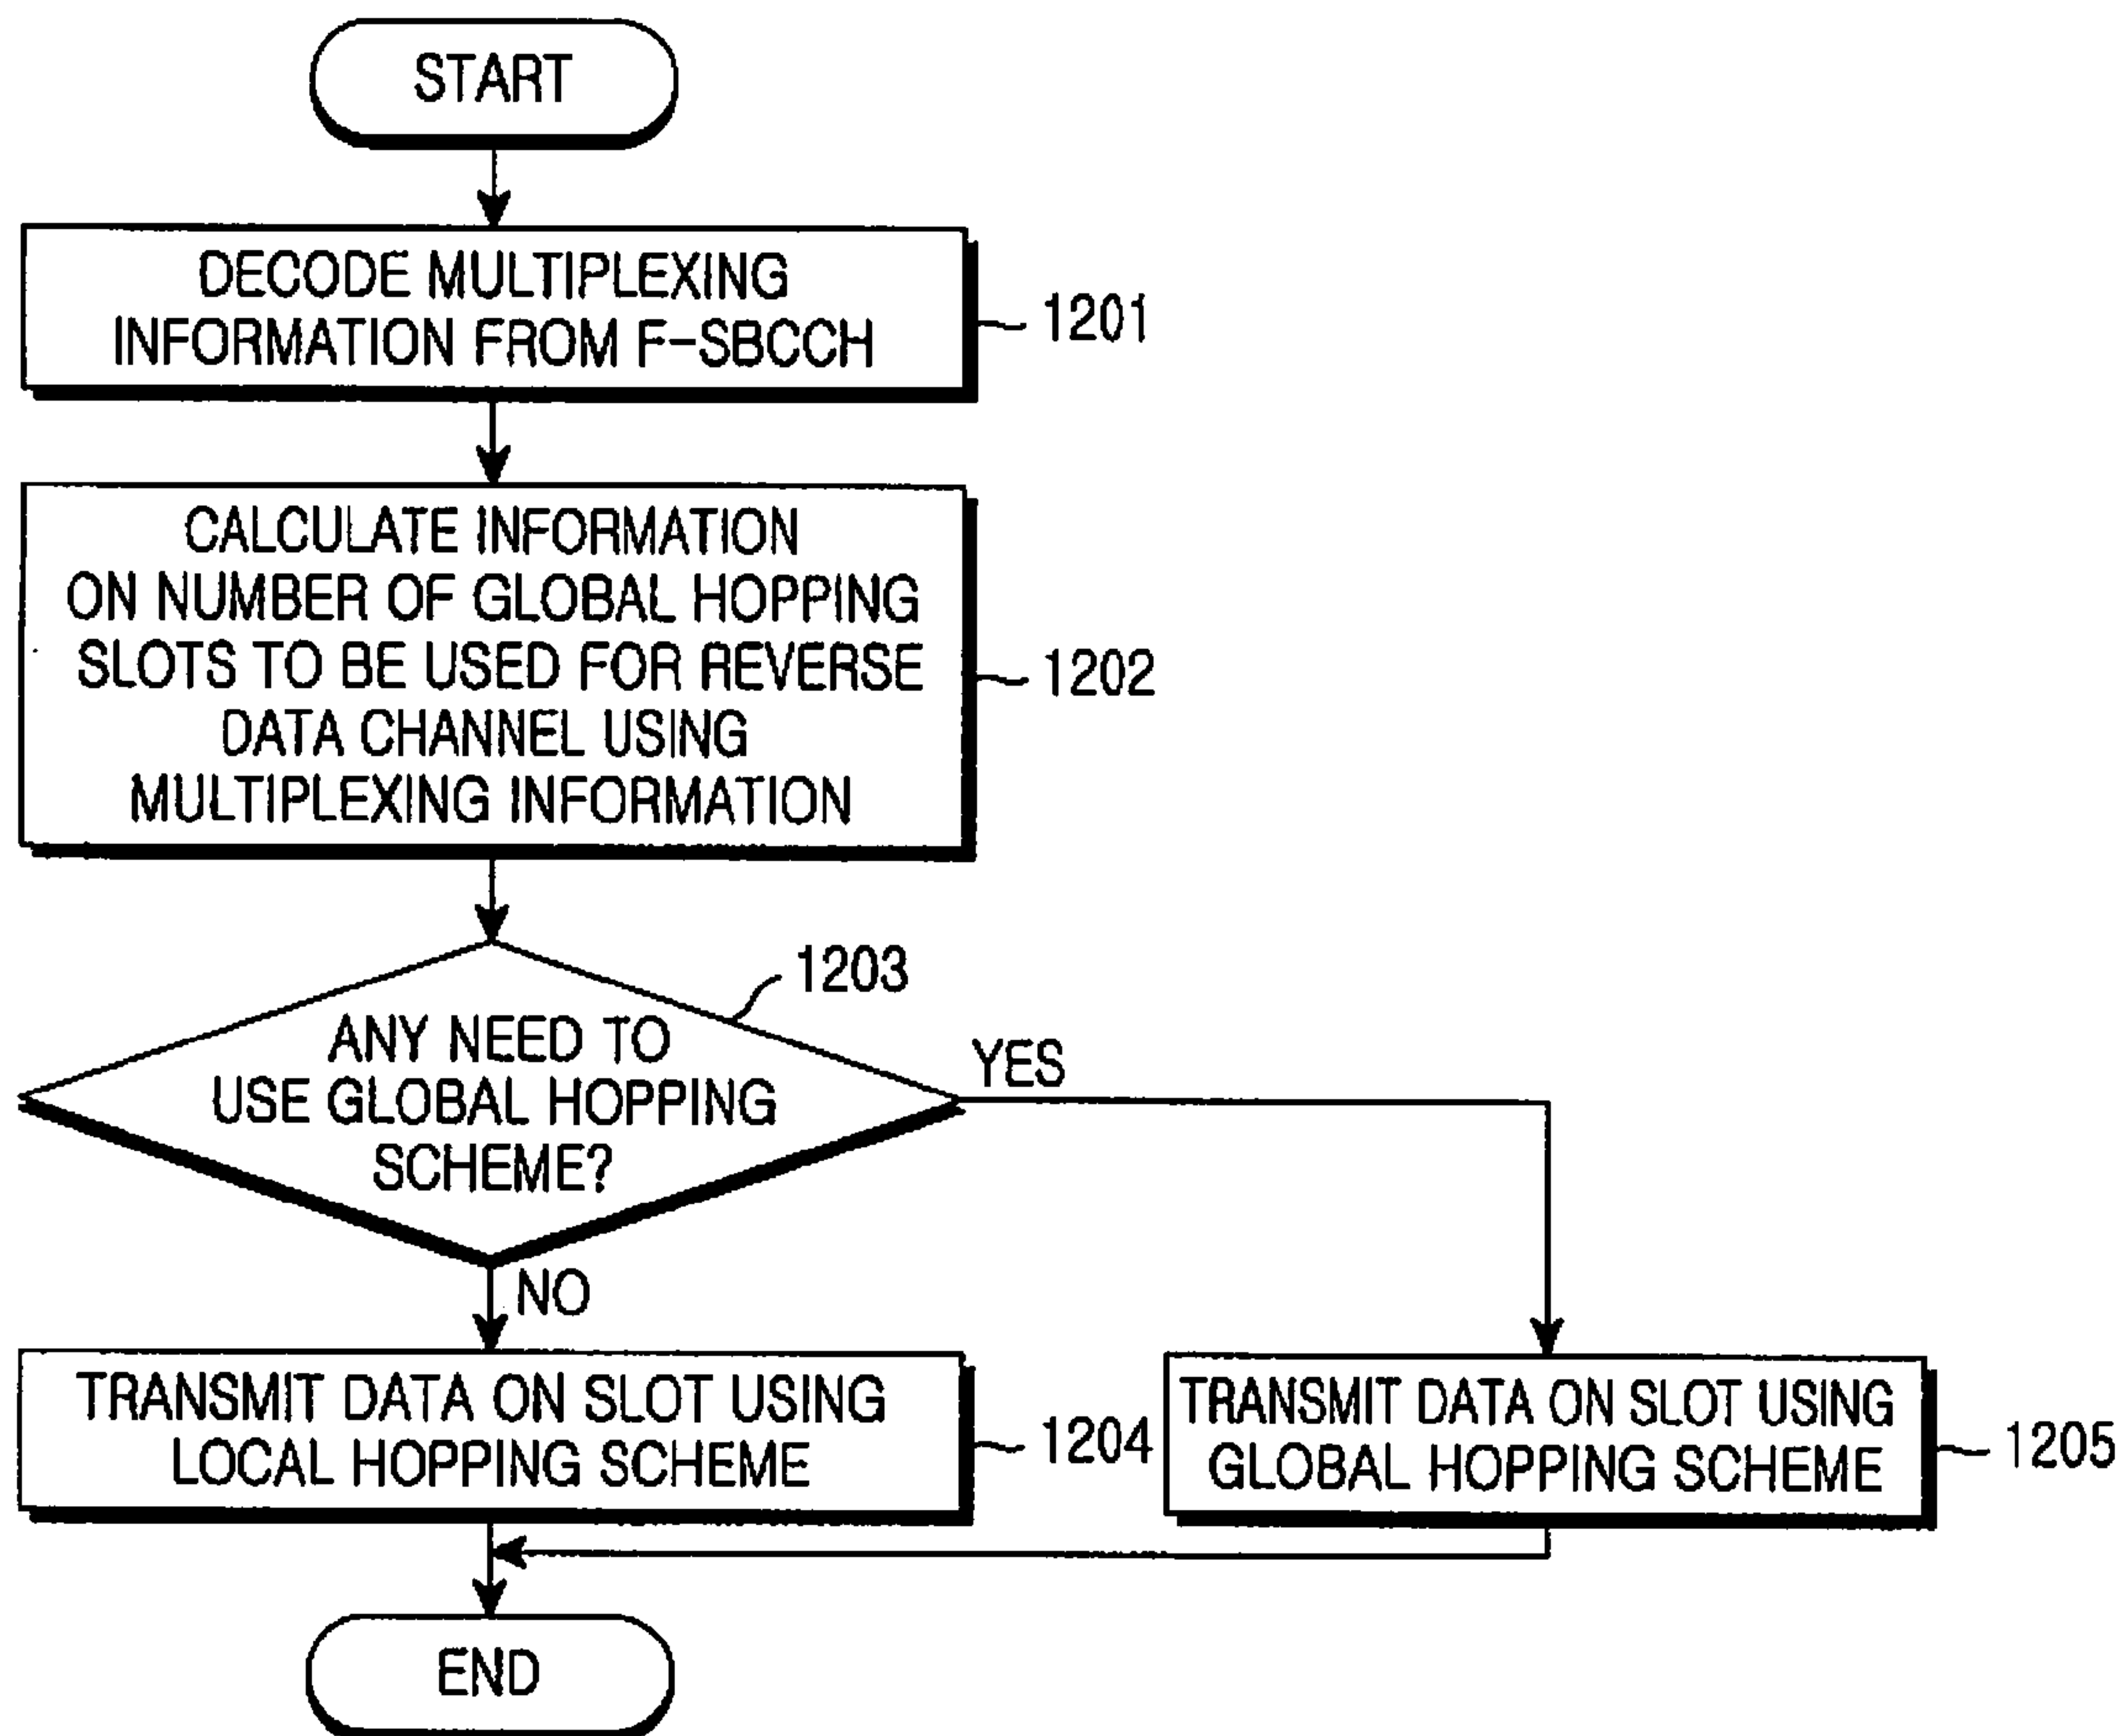 START
DECODE MULTIPLEXING
INFORMATION FROM F-SBCCH
1201
CALCULATE INFORMATION
ON NUMBER OF GLOBAL HOPPING
SLOTS TO BE USED FOR REVERSE
DATA CHANNEL USING
MULTIPLEXING INFORMATION
1202
1203
ANY NEED TO
USE GLOBAL HOPPING
SCHEME?
YES
NO
TRANSMIT DATA ON SLOT USING
LOCAL HOPPING SCHEME
1204
TRANSMIT DATA ON SLOT USING
GLOBAL HOPPING SCHEME
1205
END